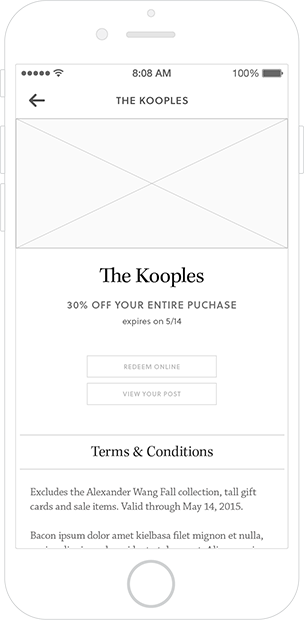 8:08 AM 100%
THE KOOPLES
The Kooples
30% OFF YOUR ENTIRE PUCHASE
expires on 5/14
REDEEM ONLINE
VIEW YOUR POST
Terms & Conditions
Excludes the Alexander Wang Fall collection, tall gift
cards and sale items. Valid through May 14, 2015.
Bacon ipsum dolor amet kielbasa filet mignon et nulla,